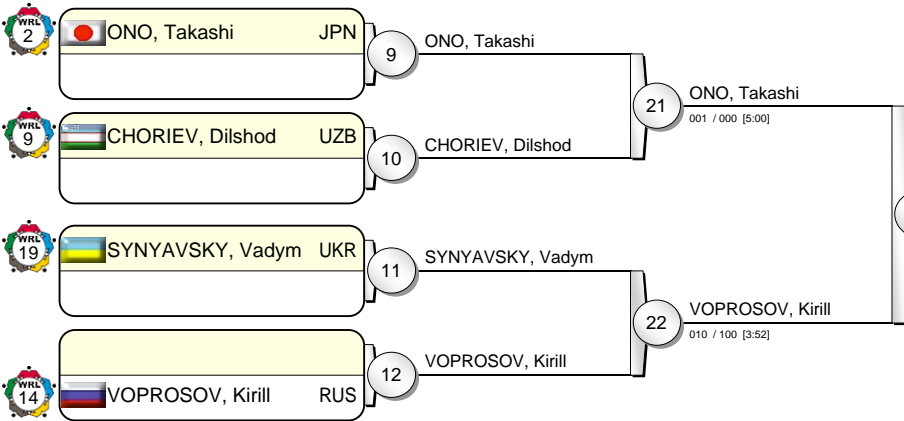 WRL
2
ONO, Takashi JPN
9
ONO, Takashi
WRL
9
CHORIEV, Dilshod UZB
10
CHORIEV, Dilshod
21
ONO, Takashi
001 / 000 [5:00]
WRL
19
SYNYAVSKY, Vadym UKR
11
SYNYAVSKY, Vadym
WRL
14
VOPROSOV, Kirill RUS
12
VOPROSOV, Kirill
22
VOPROSOV, Kirill
010 / 100 [3:52]